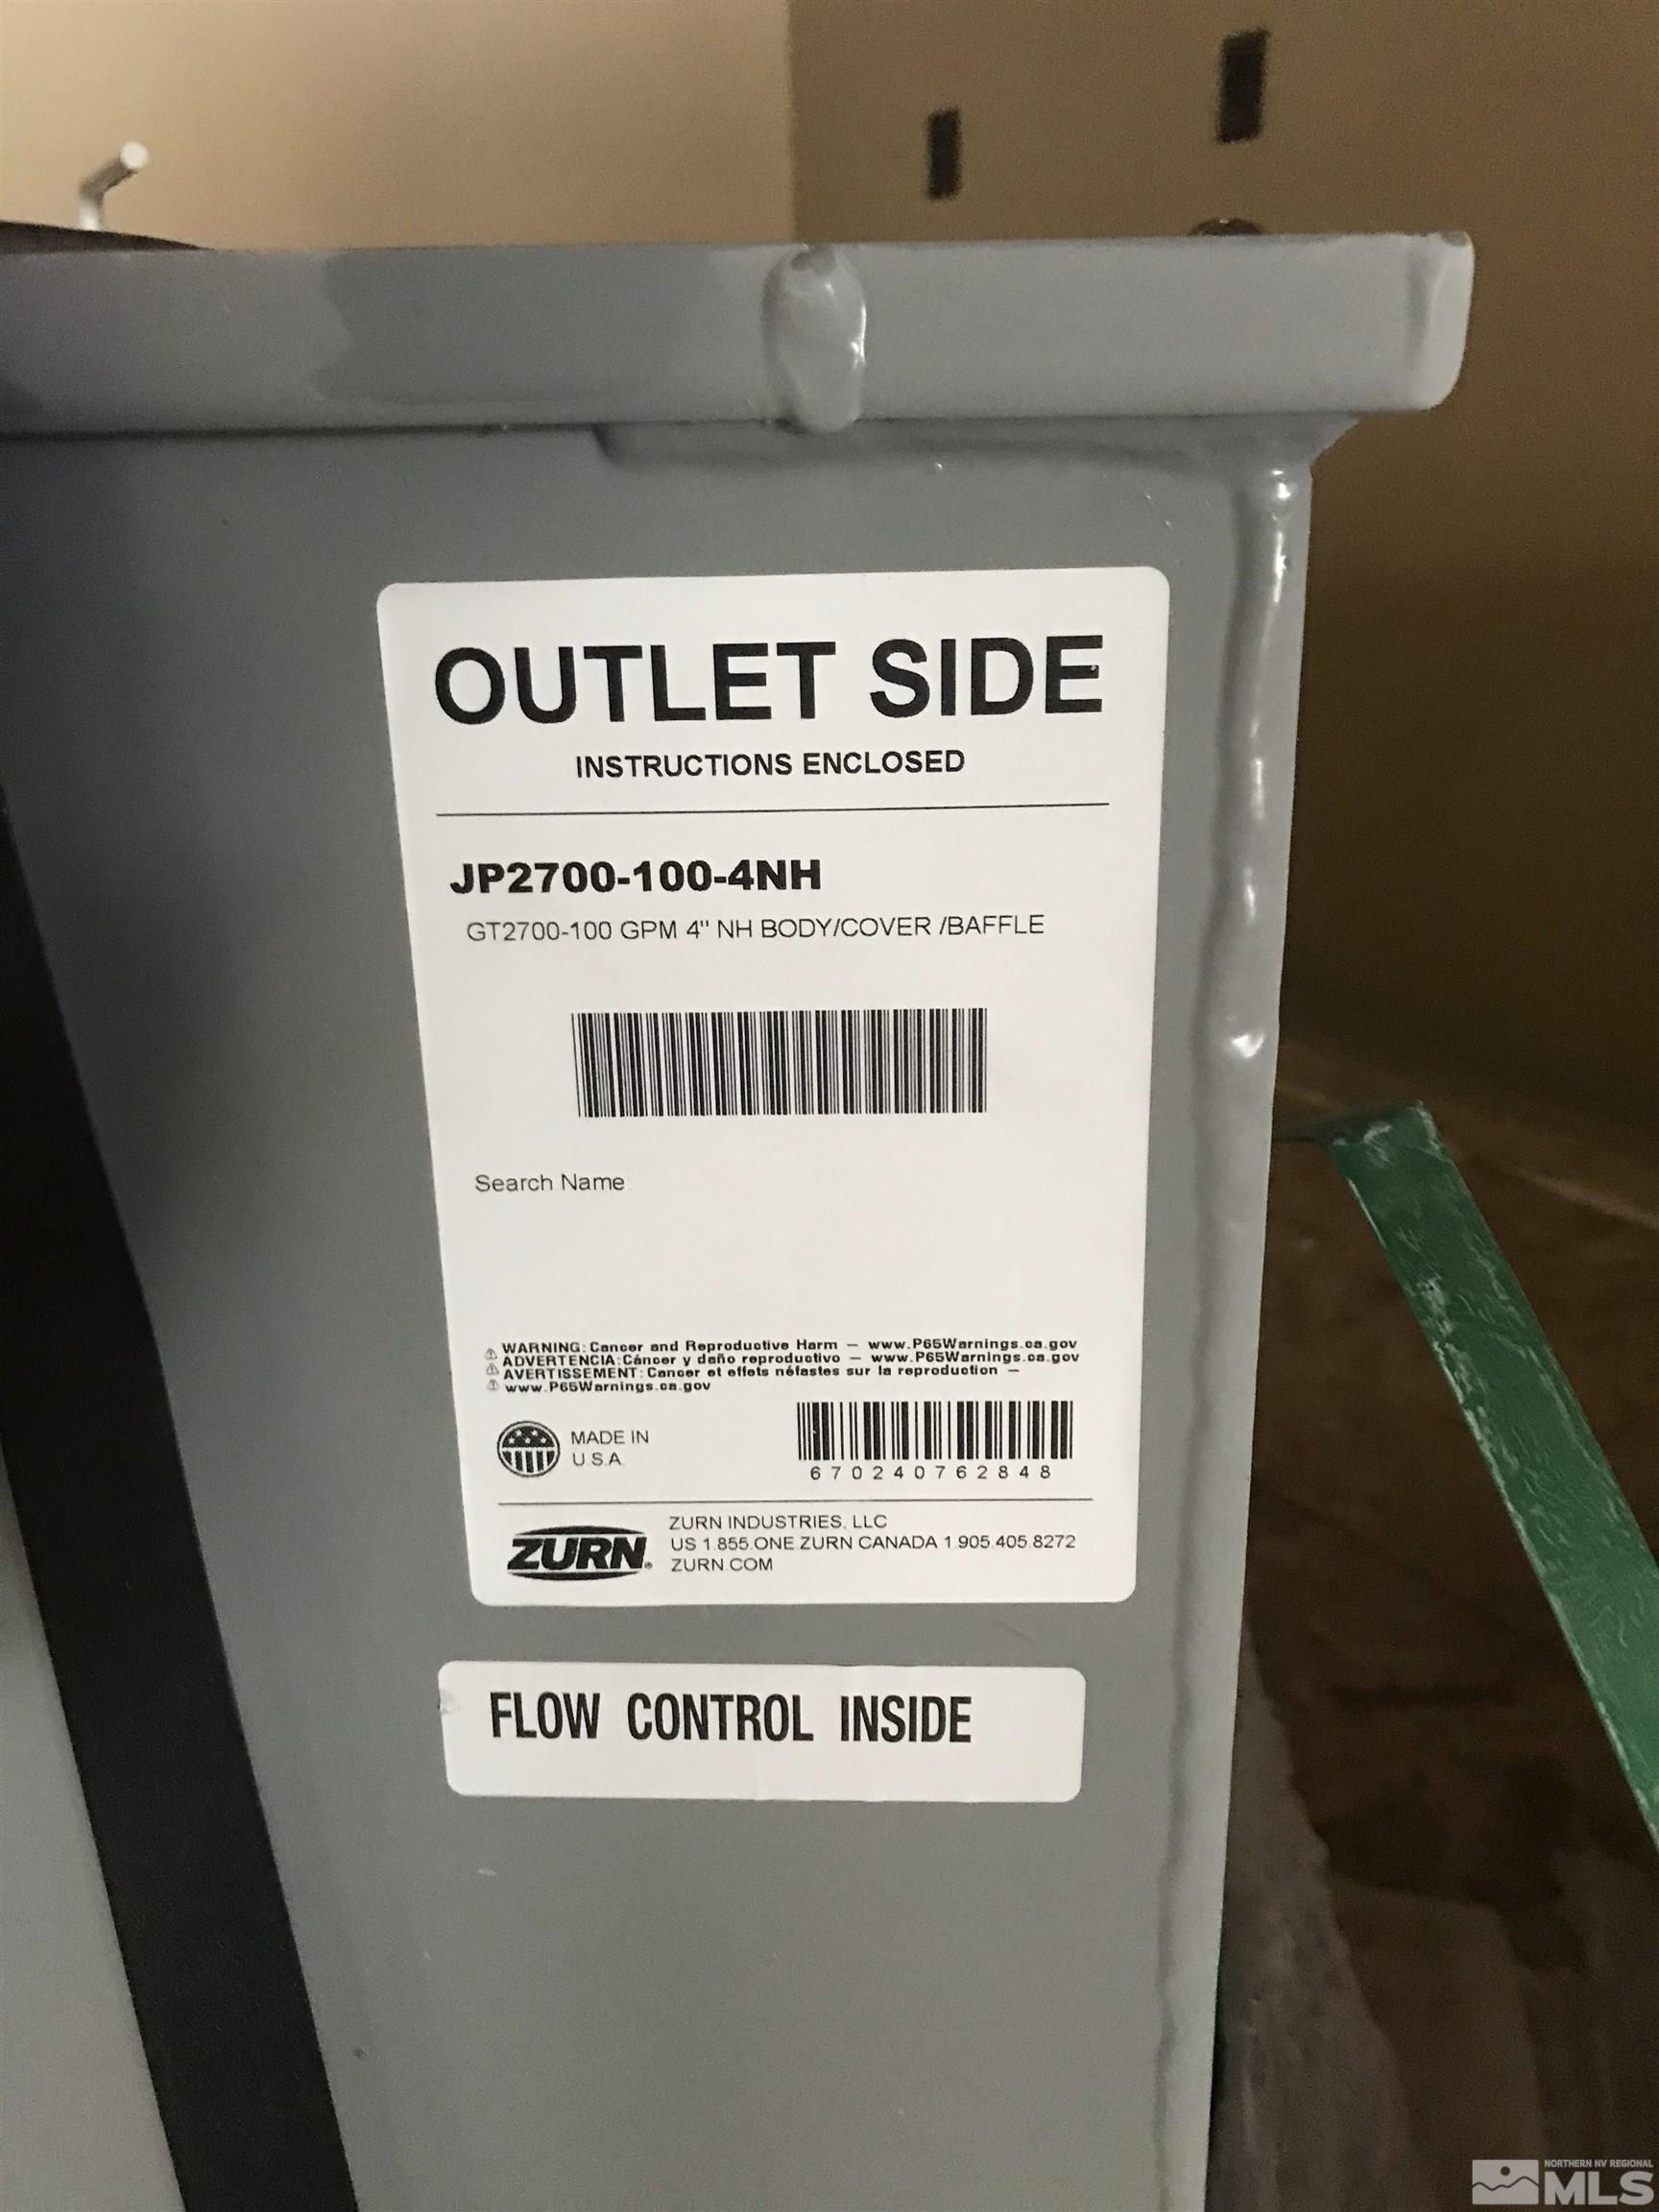 OUTLET SIDE
INSTRUCTIONS ENCLOSED
JP2700-100-4NH
GT2700-100 GPM 4" NH BODY/COVER /BAFFLE
Search Name
WARNING: Cancer and Reproductive Harm — www.P65Warnings.ca.gov
ADVERTENCIA: Cáncer y daño reproductivo — www.P65Warnings.ca.gov
AVERTISSEMENT: Cancer et effets néfastes sur la reproduction —
www.P65Warnings.ca.gov
MADE IN
U.S.A.
670240762848
ZURN INDUSTRIES, LLC
US 1.855.ONE ZURN CANADA 1.905.405.8272
ZURN.COM
ZURN
FLOW CONTROL INSIDE
NORTHERN NV REGIONAL
MLS